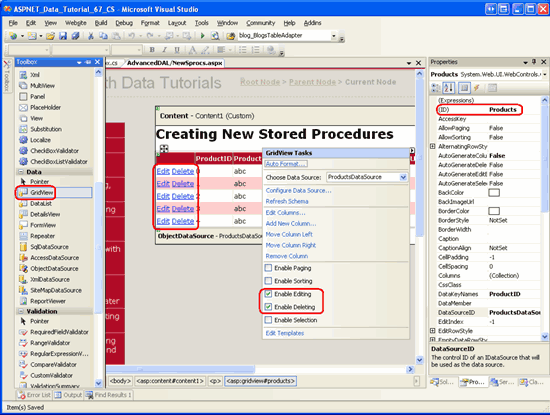 ASPNET_Data_Tutorial_67_CS - Microsoft Visual Studio
File Edit View Website Build Debug Format Layout Tools Window Community Help Addins
blog_BlogsTableAdapter
Toolbox
Xml
MultiView
Panel
PlaceHolder
View
Substitution
Localize
CheckBoxValidator
CheckBoxListValidator
Data
Pointer
GridView
DataList
DetailsView
FormView
Repeater
SqlDataSource
AccessDataSource
ObjectDataSource
XmlDataSource
SiteMapDataSource
ReportViewer
Validation
Pointer
RequiredFieldValidator
RangeValidator
RegularExpressionV...
CompareValidator
CustomValidator
ValidationSummary
x.cs AdvancedDAL/NewSprocs.aspx
th Data Tutorials Root Node > Parent Node > Current Node
Content - Content1 (Custom)
Creating New Stored Procedures
ProductID Produc
Edit Delete abc
Edit Delete abc
Edit Delete abc
Edit Delete abc
Edit Delete abc
ObjectDataSource - ProductsDataS
GridView Tasks
Auto Format...
Choose Data Source: ProductsDataSource
Configure Data Source...
Refresh Schema
Edit Columns...
Add New Column...
Move Column Left
Move Column Right
Remove Column
Enable Paging
Enable Sorting
Enable Editing
Enable Deleting
Enable Selection
Edit Templates
and
<body> <asp:content#content1> <p> <asp:gridview#products>
Properties
Products System.Web.UI.WebControls.
(Expressions)
(ID) Products
AccessKey
AllowPaging False
AllowSorting False
AlternatingRowSty
AutoGenerateColu False
AutoGenerateDele False
AutoGenerateEdit False
AutoGenerateSele False
BackColor
BackImageUrl
BorderColor
BorderStyle NotSet
BorderWidth
Caption
CaptionAlign NotSet
CellPadding -1
CellSpacing 0
Columns (Collection)
CssClass
DataKeyNames ProductID
DataMember
DataSourceID ProductsDataSo
EditIndex -1
EditRowStyle
EmptyDataRowSty
DataSourceID
The control ID of an IDataSource that will be used as the data source.
Sol... Pro... Clas...
Error List Output Find Results 1
Item(s) Saved